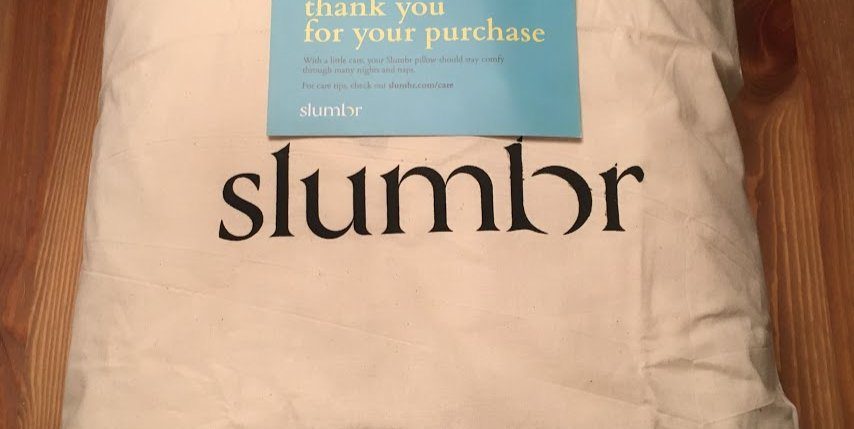 thank you
for your purchase
With a little care, your Slumbr pillow should stay comfy
through many nights and naps.
For care tips, check out slumbr.com/care
slumbr
slumbr